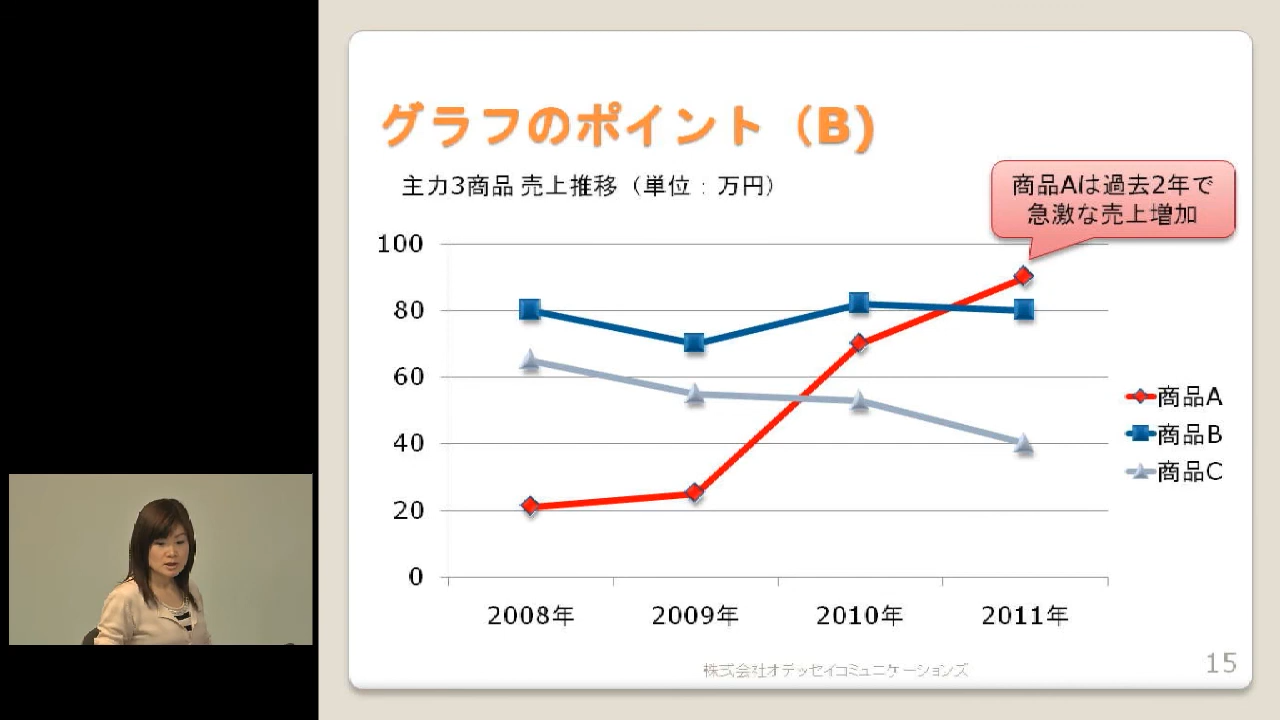 グラフのポイント（B）
主力3商品 売上推移（単位：万円）
商品Aは過去2年で
急激な売上増加
100
80
60
40
20
0
2008年
2009年
2010年
2011年
商品A
商品B
商品C
株式会社オデッセイコミュニケーションズ
15